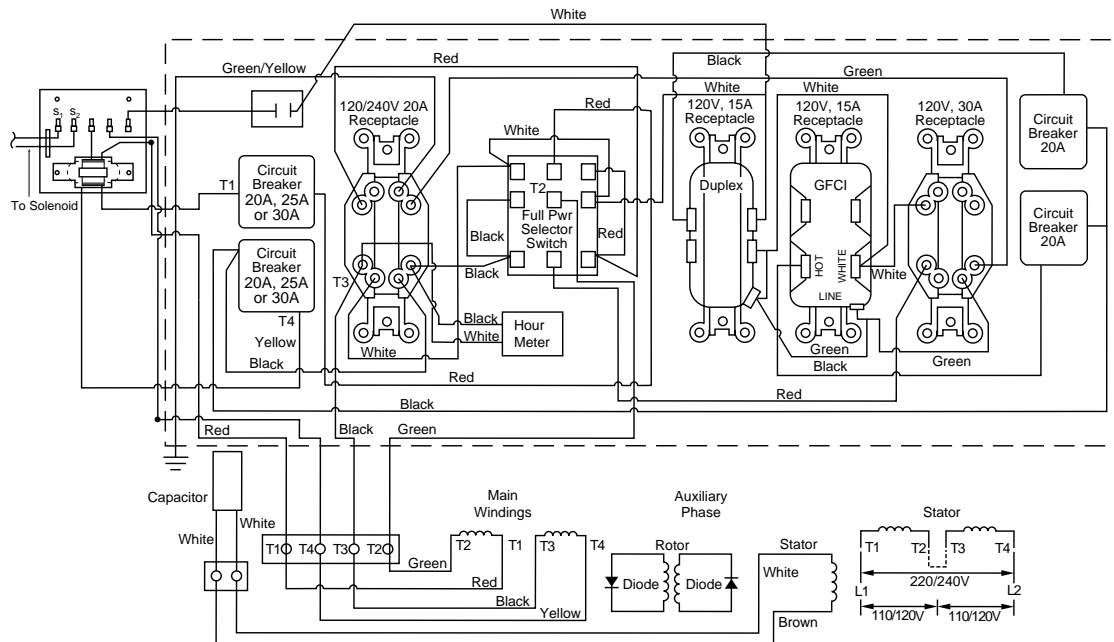 White
Red
Black
Green/Yellow
Green
White
White
Red
S1 S2
120/240V 20A
Receptacle
120V, 15A
Receptacle
120V, 15A
Receptacle
120V, 30A
Receptacle
Circuit
Breaker
20A
White
T1
Circuit
Breaker
20A, 25A
or 30A
T2
Full Pwr
Selector
Switch
Duplex
GFCI
To Solenoid
Circuit
Breaker
20A
Black
Red
Circuit
Breaker
20A, 25A
or 30A
T3
Black
HOT
WHITE
White
LINE
T4
Black
White
Hour
Meter
Yellow
White
Green
Green
Black
Black
Red
Red
Black
Red
Black
Green
Capacitor
Main
Windings
Auxiliary
Phase
Stator
White
White
T1 T4 T3 T2
T2 T1
T3 T4
Rotor
Stator
T1 T2 T3 T4
Green
Red
Diode
Diode
White
220/240V
Black
L1
L2
Yellow
Brown
110/120V
110/120V